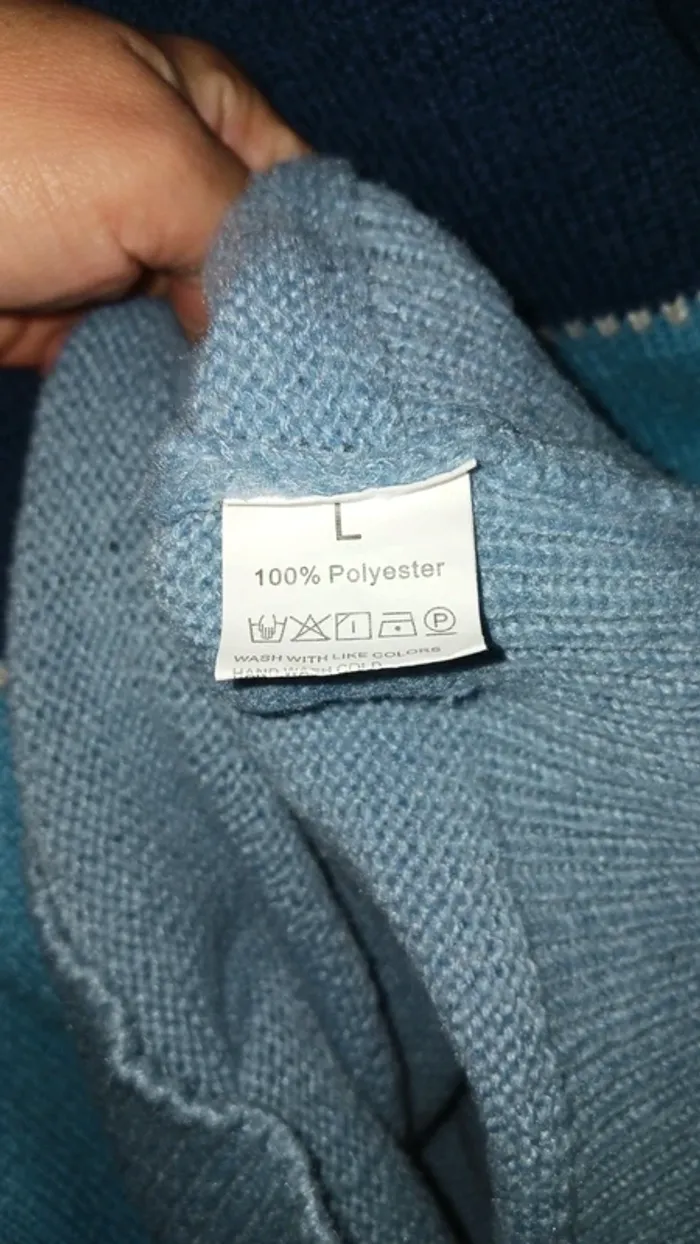 L
100% Polyester
P
WASH WITH LIKE COLORS
HAND WASH COLD